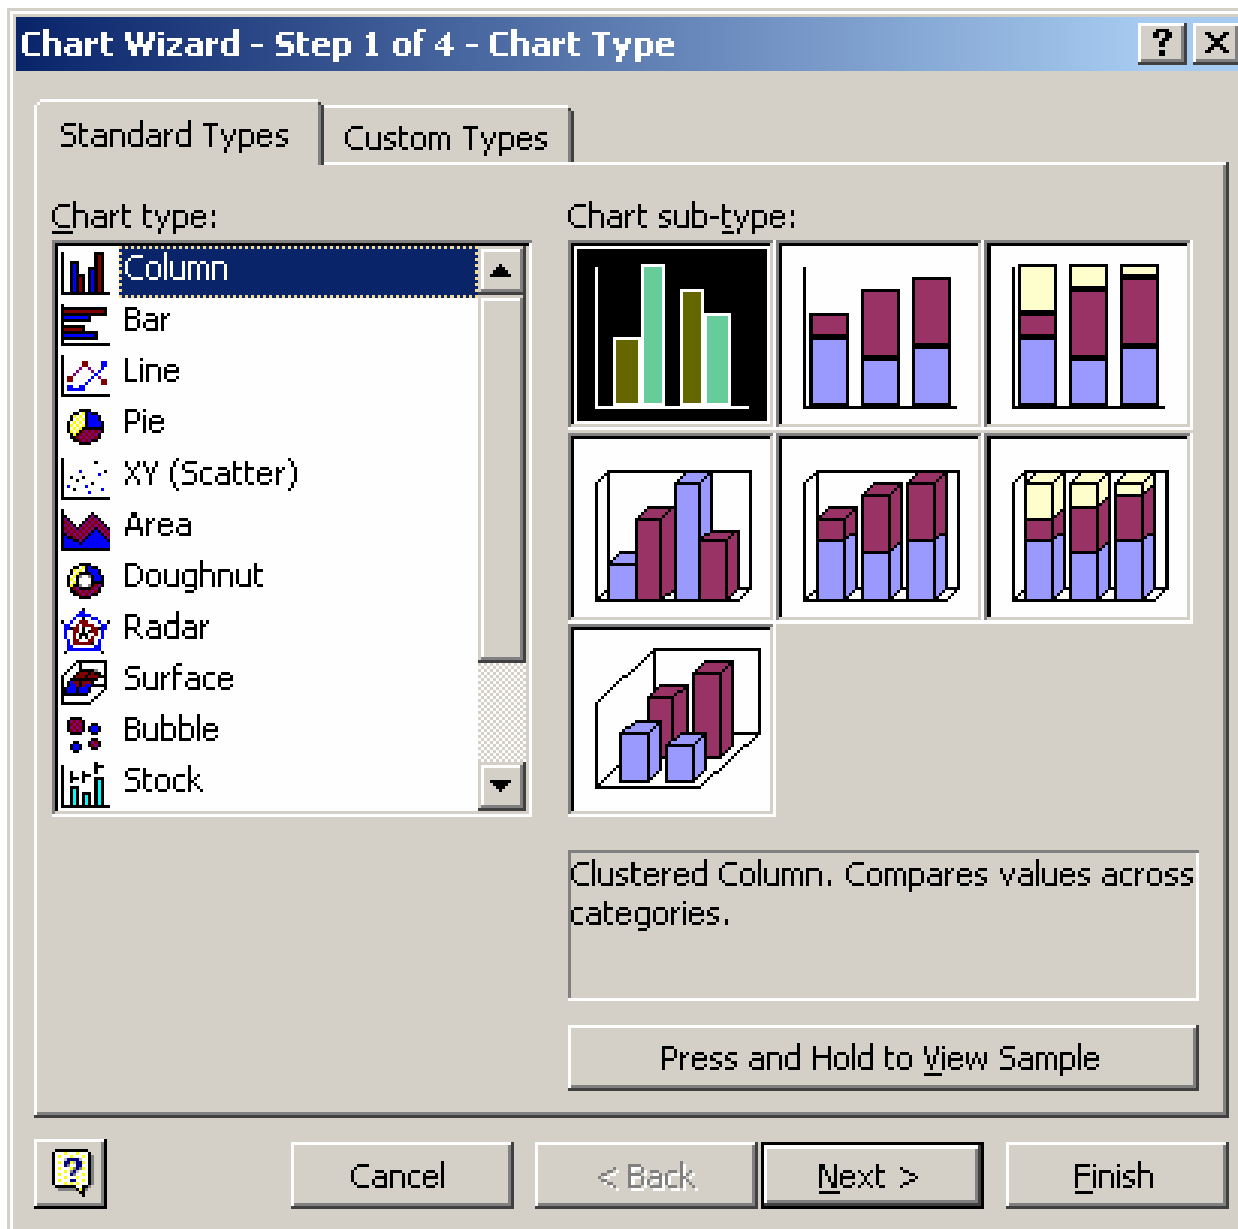 Chart Wizard - Step 1 of 4 - Chart Type
Standard Types
Custom Types
Chart type:
Column
Bar
Line
Pie
XY (Scatter)
Area
Doughnut
Radar
Surface
Bubble
Stock
Chart sub-type:
Clustered Column. Compares values across
categories.
Press and Hold to View Sample
Cancel
< Back
Next >
Finish